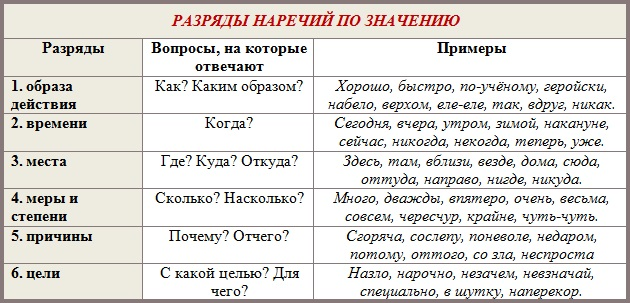 РАЗРЯДЫ НАРЕЧИЙ ПО ЗНАЧЕНИЮ
Разряды
Вопросы, на которые
отвечают
Примеры
1. образа
действия
Как? Каким образом?
Хорошо, быстро, по-учёному, геройски,
набело, верхом, еле-еле, так, вдруг, никак.
2. времени
Когда?
Сегодня, вчера, утром, зимой, накануне,
сейчас, никогда, некогда, теперь, уже.
3. места
Где? Куда? Откуда?
Здесь, там, вблизи, везде, дома, сюда,
оттуда, направо, нигде, никуда.
4. меры и
степени
Сколько? Насколько?
Много, дважды, впятеро, очень, весьма,
совсем, чересчур, крайне, чуть-чуть.
5. причины
Почему? Отчего?
Сгоряча, сослепу, поневоле, недаром,
потому, оттого, со зла, неспроста
6. цели
С какой целью? Для
чего?
Назло, нарочно, незачем, невзначай,
специально, в шутку, наперекор.